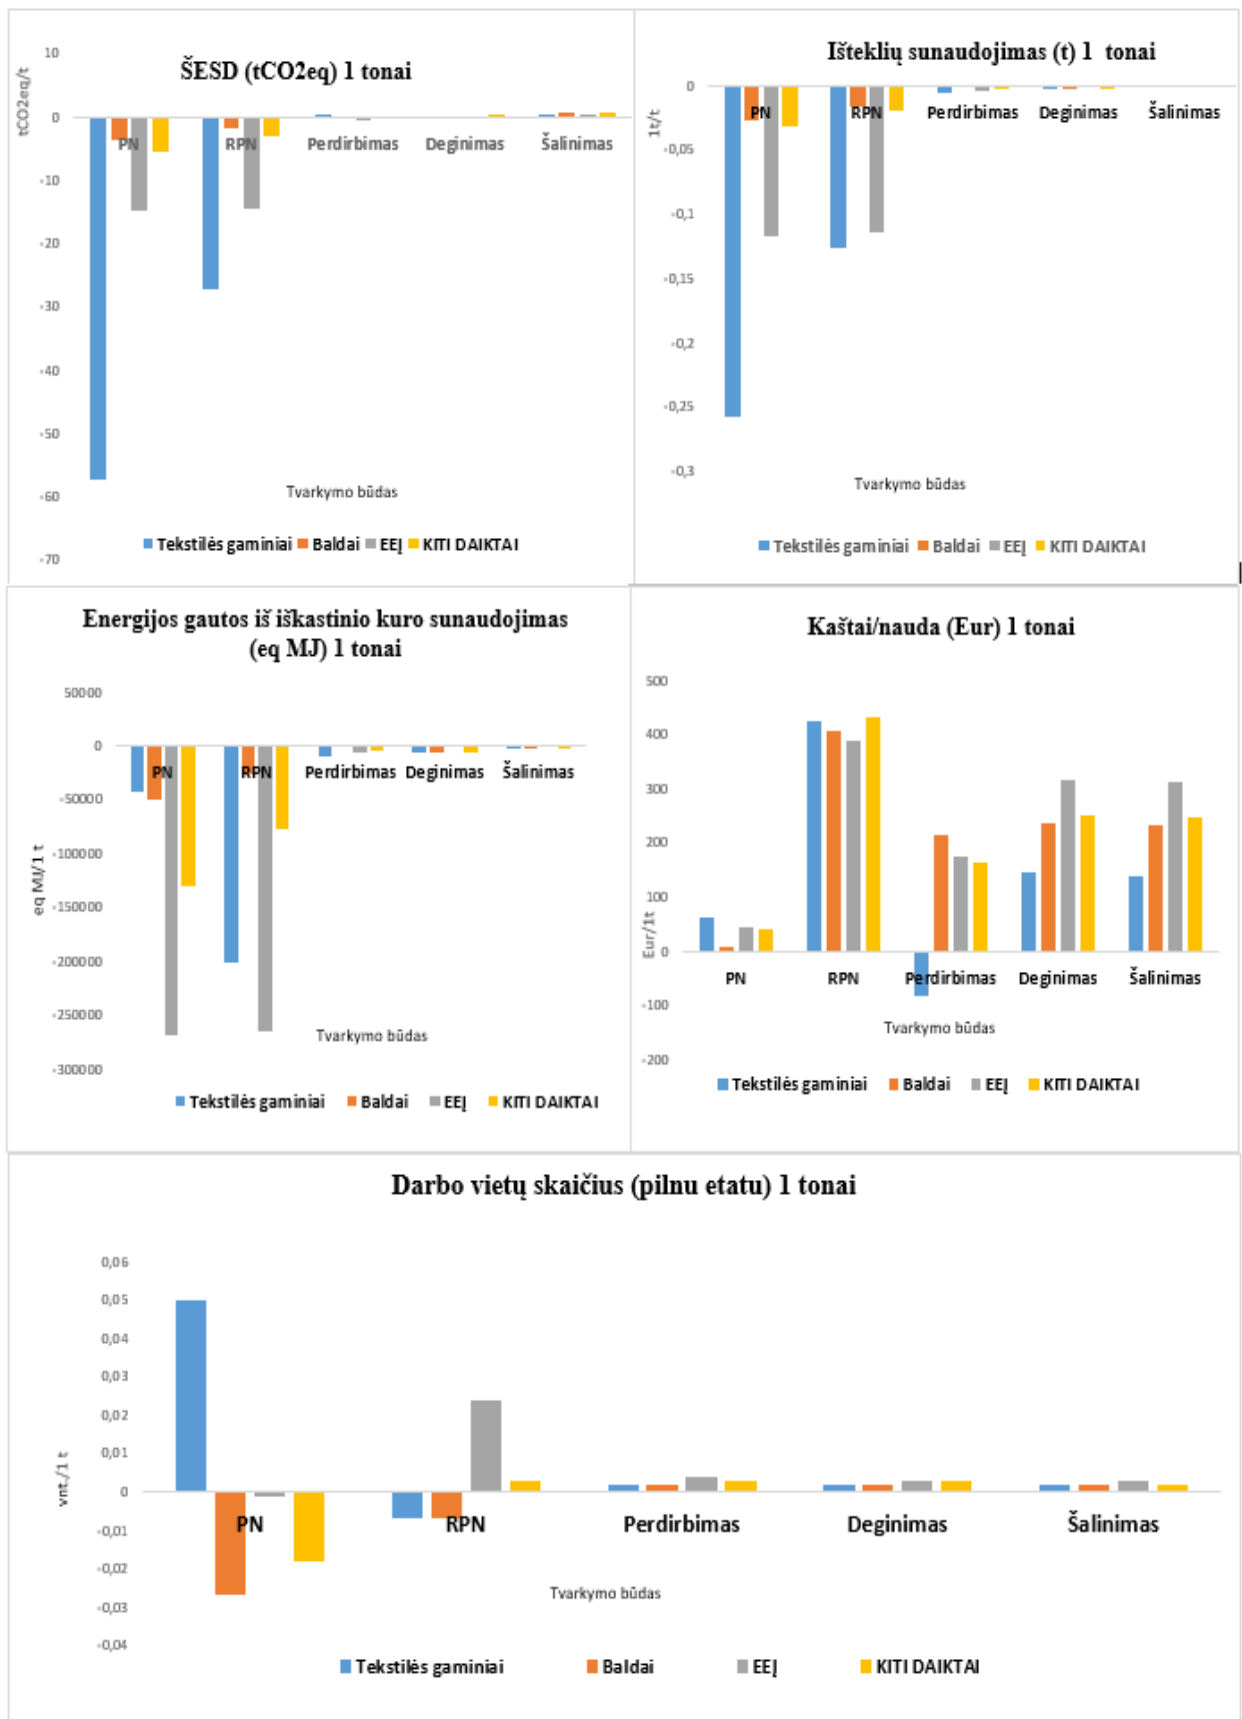 ŠESD (tCO2eq) 1 tonai
tCO2eq/t
10
0
-10
-20
-30
-40
-50
-60
-70
PN RPN Perdirbimas Deginimas Šalinimas
Tvarkymo būdas
Tekstilės gaminiai Baldai EEĮ KITI DAIKTAI
Išteklių sunaudojimas (t) 1 tonai
1t/t
0
-0,05
-0,1
-0,15
-0,2
-0,25
-0,3
PN RPN Perdirbimas Deginimas Šalinimas
Tvarkymo būdas
Tekstilės gaminiai Baldai EEĮ KITI DAIKTAI
Energijos gautos iš iškastinio kuro sunaudojimas
(eq MJ) 1 tonai
eq MJ/1 t
50000
0
-50000
-100000
-150000
-200000
-250000
-300000
PN RPN Perdirbimas Deginimas Šalinimas
Tvarkymo būdas
Tekstilės gaminiai Baldai EEĮ KITI DAIKTAI
Kaštai/nauda (Eur) 1 tonai
Eur/1t
500
400
300
200
100
0
-100
-200
PN RPN Perdirbimas Deginimas Šalinimas
Tvarkymo būdas
Tekstilės gaminiai Baldai EEĮ KITI DAIKTAI
Darbo vietų skaičius (pilnu etatu) 1 tonai
vnt./1 t
0,06
0,05
0,04
0,03
0,02
0,01
0
-0,01
-0,02
-0,03
-0,04
PN RPN Perdirbimas Deginimas Šalinimas
Tvarkymo būdas
Tekstilės gaminiai Baldai EEĮ KITI DAIKTAI